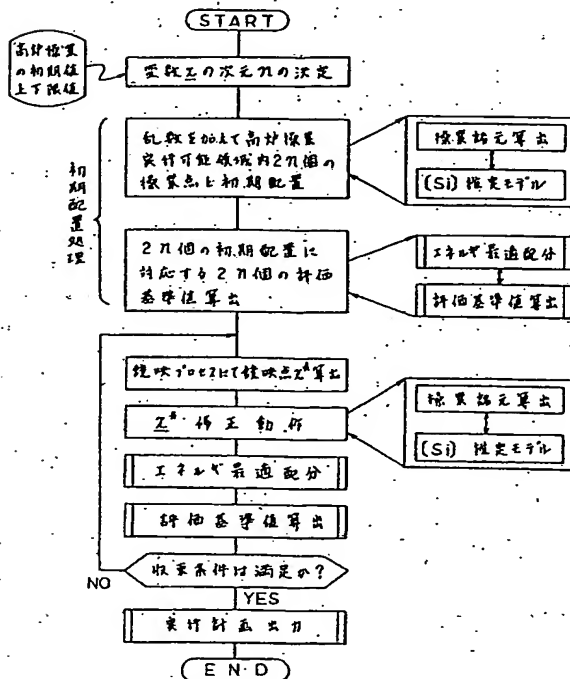 START
高炉操業
の初期値
上下限値
変数xの次元nの決定
初期配置処理
乱数を加えて高炉操業
実行可能領域内2n個の
操業点を初期配置
操業諸元算出
(Si)推定モデル
2n個の初期配置に
対応する2n個の評価
基準値算出
エネルギ最適配分
評価基準値算出
鏡映プロセスにて鏡映点x*算出
x* 修正動作
操業諸元算出
(Si)推定モデル
エネルギ最適配分
評価基準値算出
収束条件は満足か?
NO
YES
実行計画出力
END